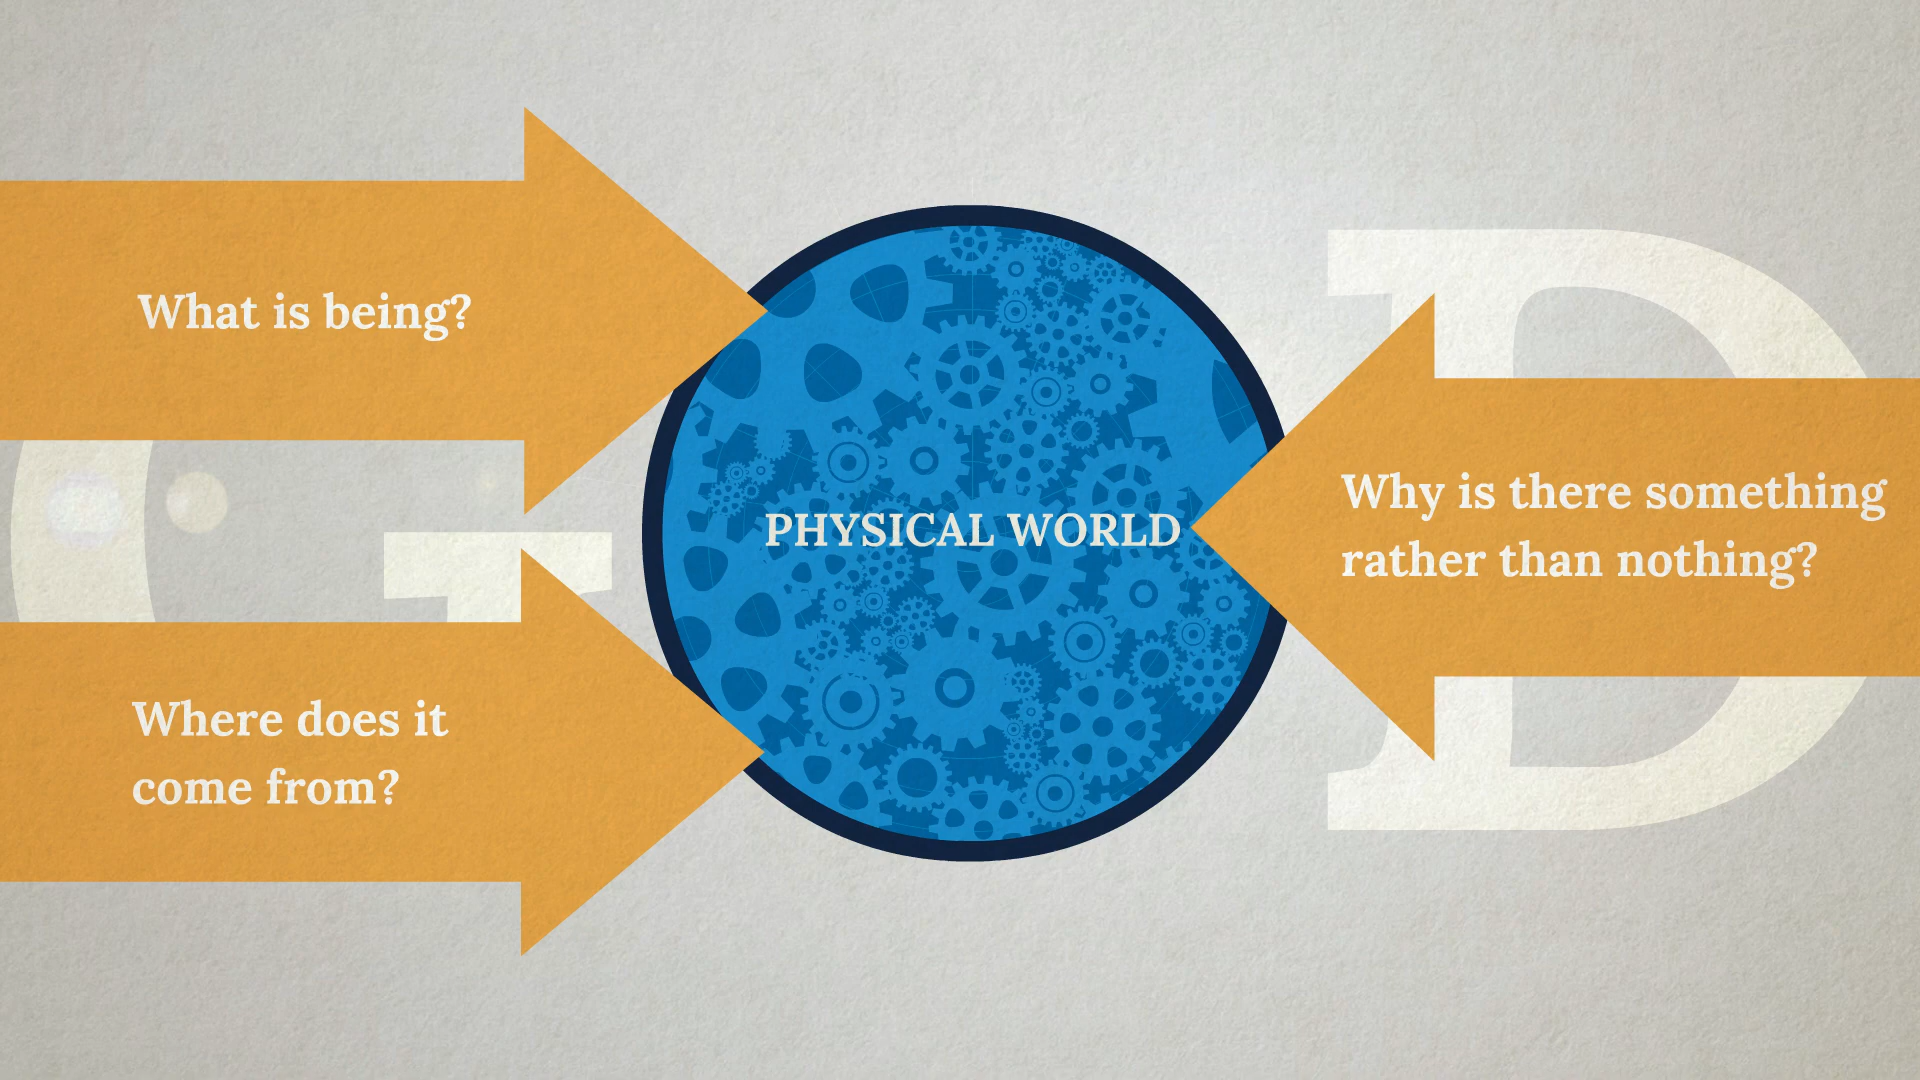 What is being?
PHYSICAL WORLD
Why is there something
rather than nothing?
Where does it
come from?
G D